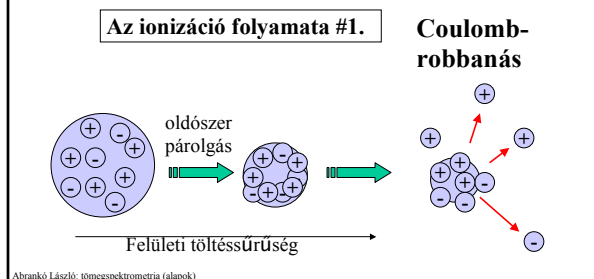 Az ionizáció folyamata #1.
Coulomb-
robbanás
oldószer
párolgás
+ - - +
+ -
+
- + -
+ - +
+
- + - -
+
+ +
+
+ + -
- -
-
Felületi töltéssűrűség
Abrankó László: tömegspektrometria (alapok)